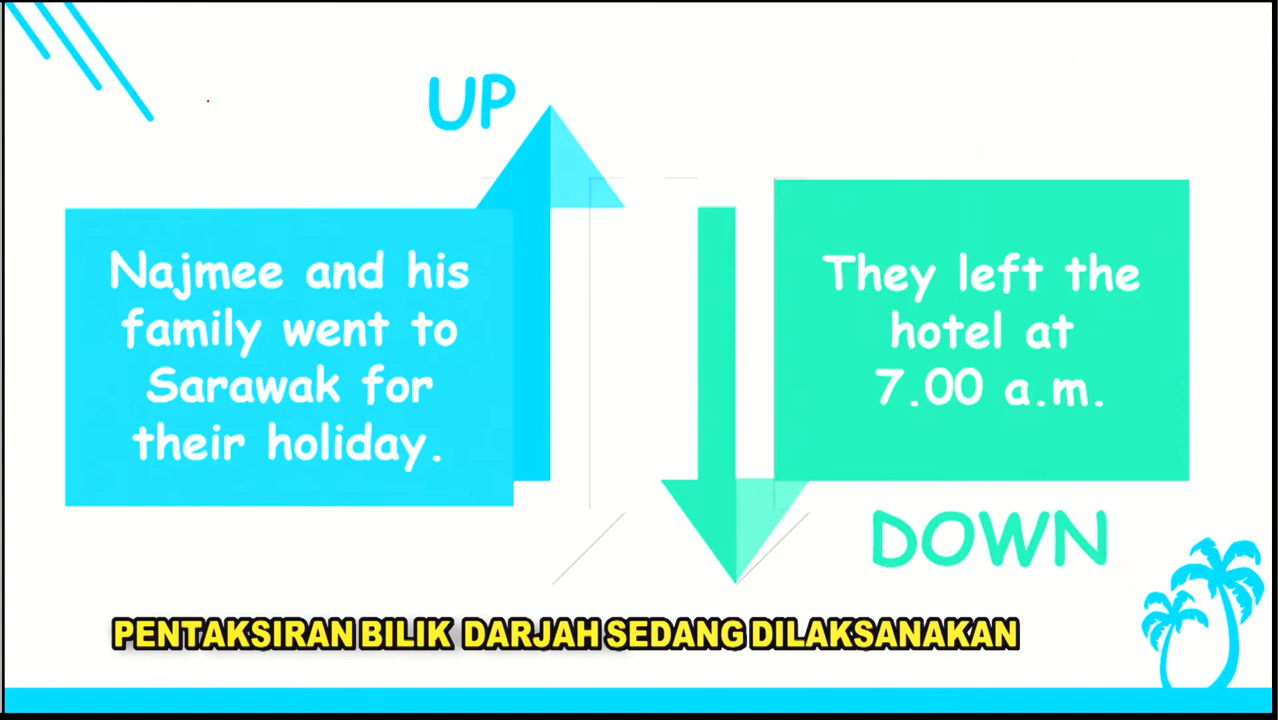 UP
Najmee and his
family went to
Sarawak for
their holiday.
They left the
hotel at
7.00 a.m.
DOWN
PENTAKSIRAN BILIK DARJAH SEDANG DILAKSANAKAN